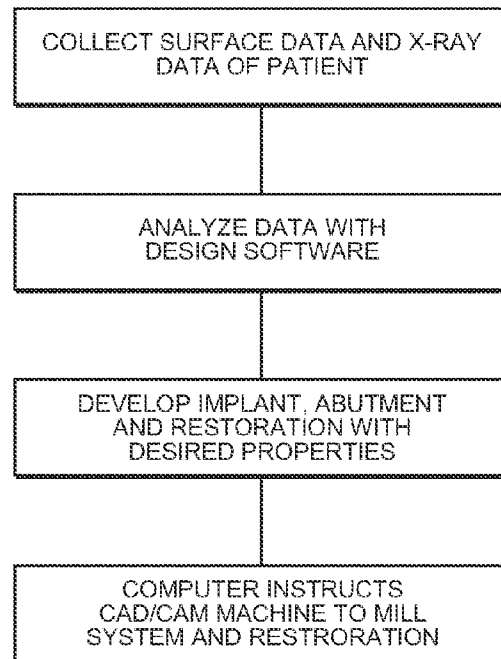 COLLECT SURFACE DATA AND X-RAY
DATA OF PATIENT
ANALYZE DATA WITH
DESIGN SOFTWARE
DEVELOP IMPLANT, ABUTMENT
AND RESTORATION WITH
DESIRED PROPERTIES
COMPUTER INSTRUCTS
CAD/CAM MACHINE TO MILL
SYSTEM AND RESTRORATION